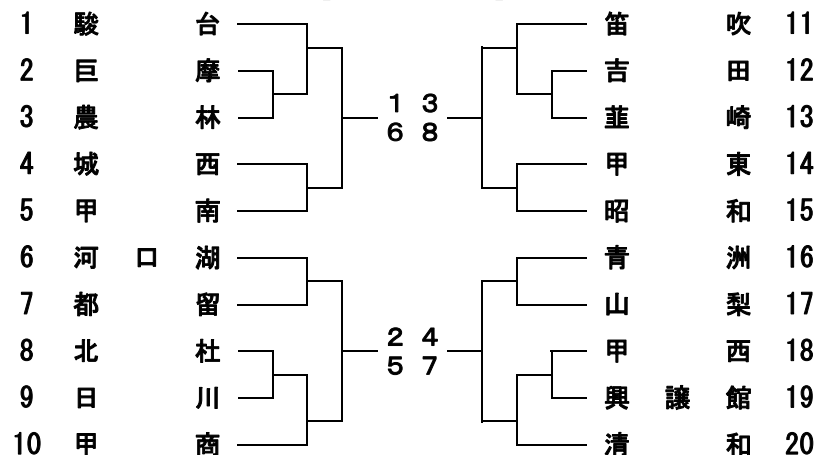 1 駿台
2 巨摩
3 農林
4 城西
5 甲南
6 河口湖
7 都留
8 北杜
9 日川
10 甲商
1 3
6 8
2 4
5 7
笛吹 11
吉田 12
韮崎 13
甲東 14
昭和 15
青洲 16
山梨 17
甲西 18
興譲館 19
清和 20